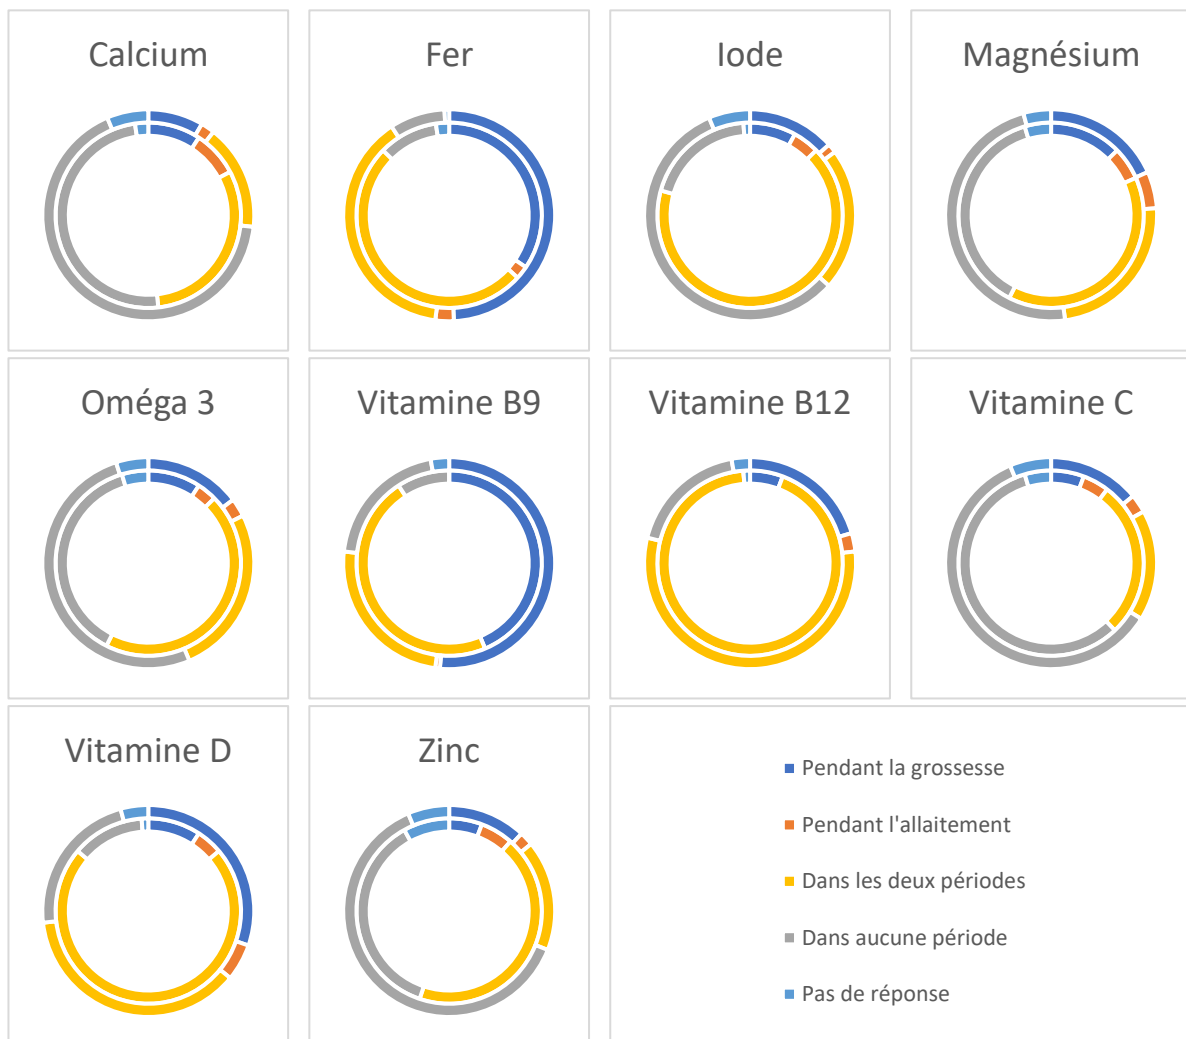 Calcium
Fer
Iode
Magnésium
Oméga 3
Vitamine B9
Vitamine B12
Vitamine C
Vitamine D
Zinc
Pendant la grossesse
Pendant l'allaitement
Dans les deux périodes
Dans aucune période
Pas de réponse